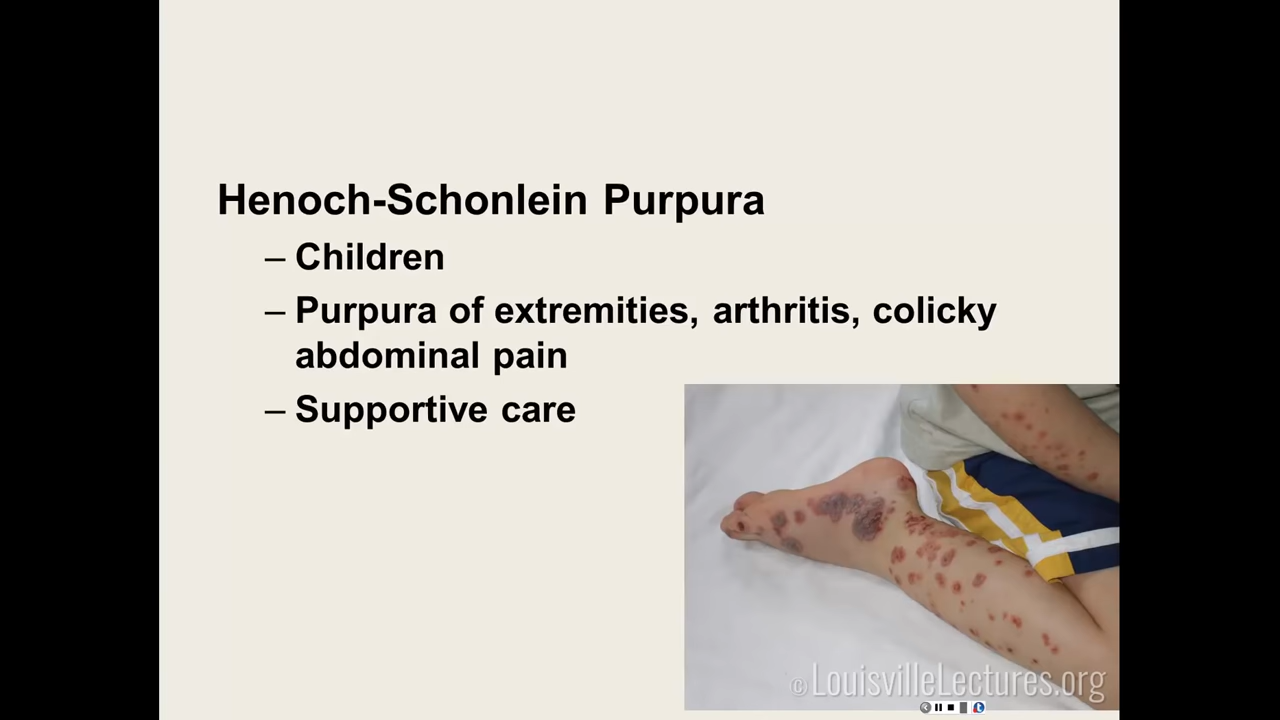 Henoch-Schonlein Purpura
– Children
– Purpura of extremities, arthritis, colicky
abdominal pain
– Supportive care
© LouisvilleLectures.org